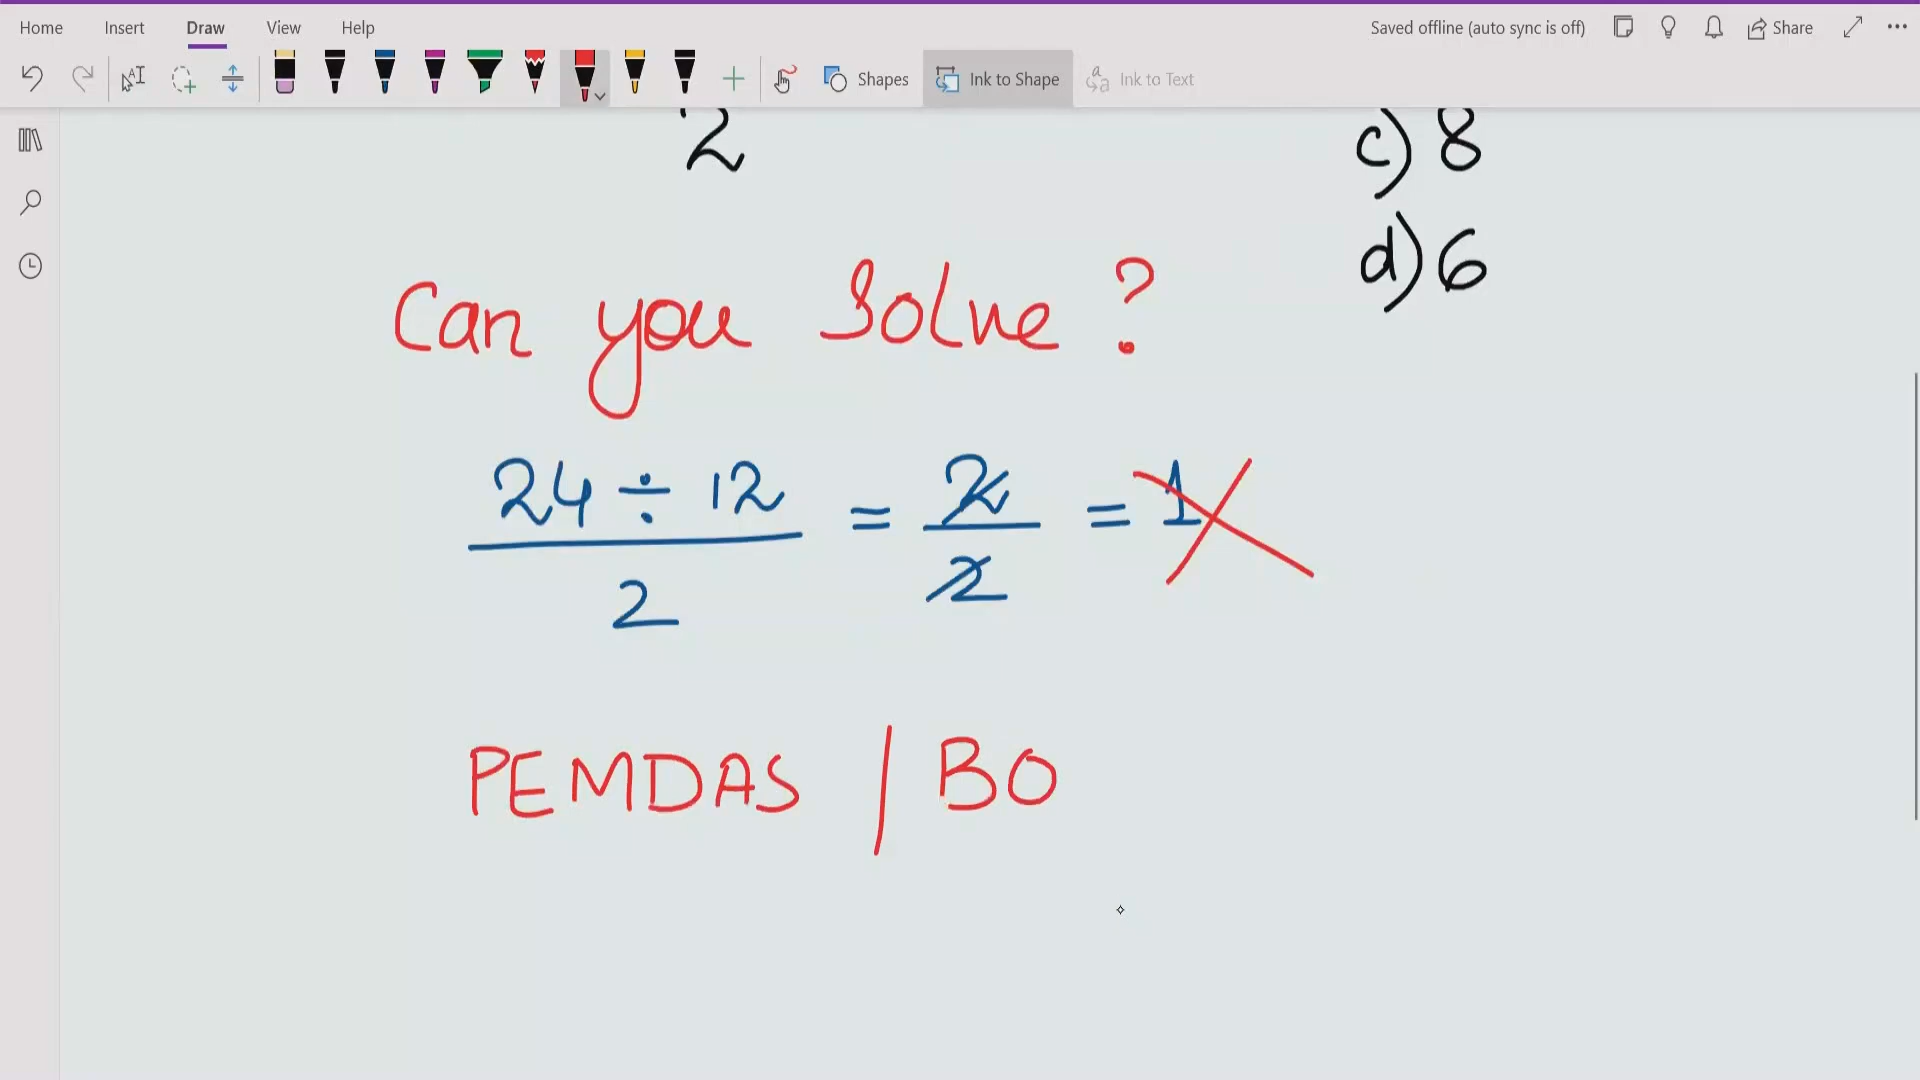 Home Insert Draw View Help Saved offline (auto sync is off) Share
Shapes Ink to Shape Ink to Text
2
c) 8
d) 6
Can you Solve ?
24 ÷ 12
2
= 2
2
= 1
PEMDAS / BO